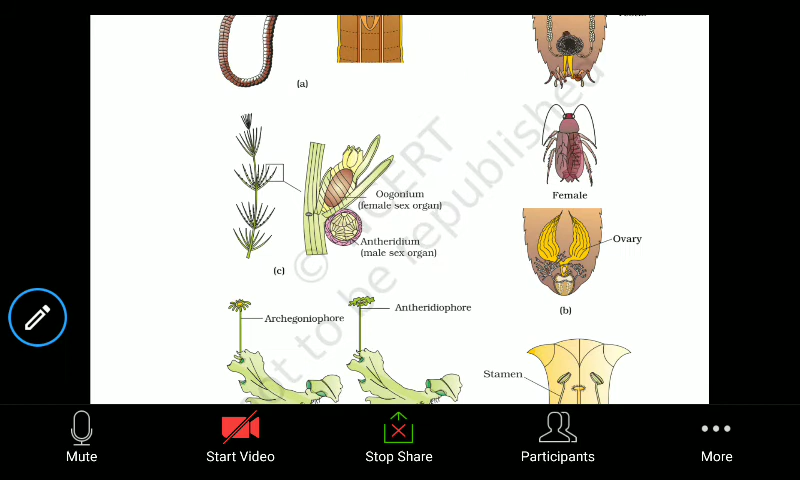 (a)
Oogonium
(female sex organ)
Antheridium
(male sex organ)
(c)
Female
Ovary
(b)
Archegoniophore
Antheridiophore
Stamen
Mute
Start Video
Stop Share
Participants
More